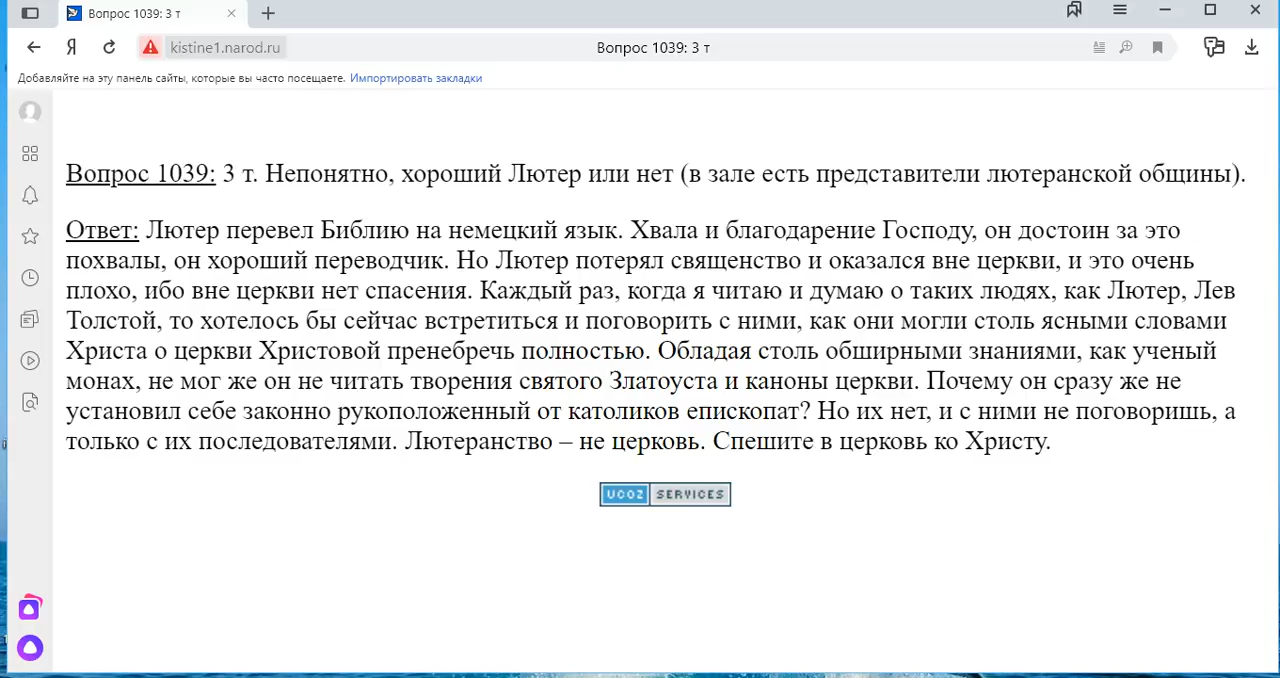 Вопрос 1039: 3 т
kistine1.narod.ru
Вопрос 1039: 3 т
Добавляйте на эту панель сайты, которые вы часто посещаете. Импортировать закладки
Вопрос 1039: 3 т. Непонятно, хороший Лютер или нет (в зале есть представители лютеранской общины).
Ответ: Лютер перевел Библию на немецкий язык. Хвала и благодарение Господу, он достоин за это
похвалы, он хороший переводчик. Но Лютер потерял священство и оказался вне церкви, и это очень
плохо, ибо вне церкви нет спасения. Каждый раз, когда я читаю и думаю о таких людях, как Лютер, Лев
Толстой, то хотелось бы сейчас встретиться и поговорить с ними, как они могли столь ясными словами
Христа о церкви Христовой пренебречь полностью. Обладая столь обширными знаниями, как ученый
монах, не мог же он не читать творения святого Златоуста и каноны церкви. Почему он сразу же не
установил себе законно рукоположенный от католиков епископат? Но их нет, и с ними не поговоришь, а
только с их последователями. Лютеранство – не церковь. Спешите в церковь ко Христу.
UCOZ SERVICES